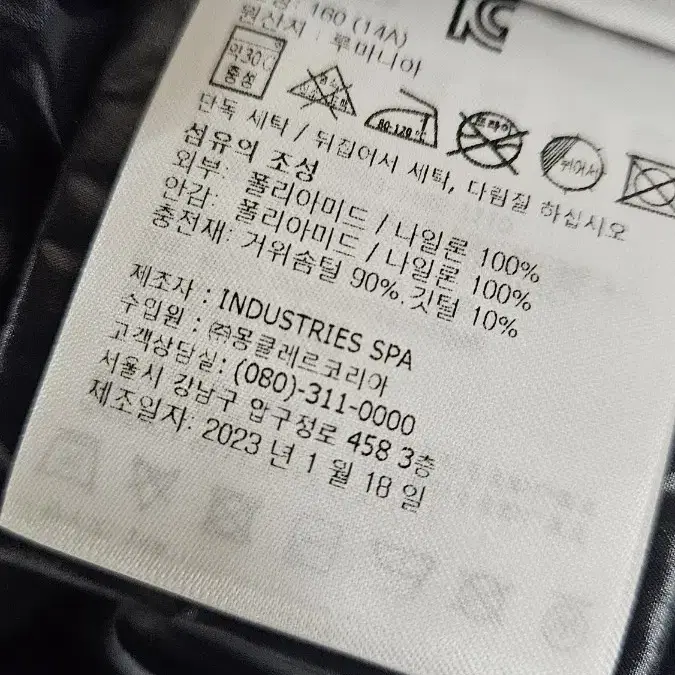 160 (14A)
원산지 : 루마니아
약30℃
중성
80-120℃
드라이
뉘어서
단독 세탁 / 뒤집어서 세탁, 다림질 하십시오
섬유의 조성
외부: 폴리아미드 / 나일론 100%
안감: 폴리아미드 / 나일론 100%
충전재: 거위솜털 90%.깃털 10%
제조자 : INDUSTRIES SPA
수입원 : ㈜몽클레르코리아
고객상담실: (080)-311-0000
서울시 강남구 압구정로 458 3층
제조일자: 2023 년 1 월 18 일